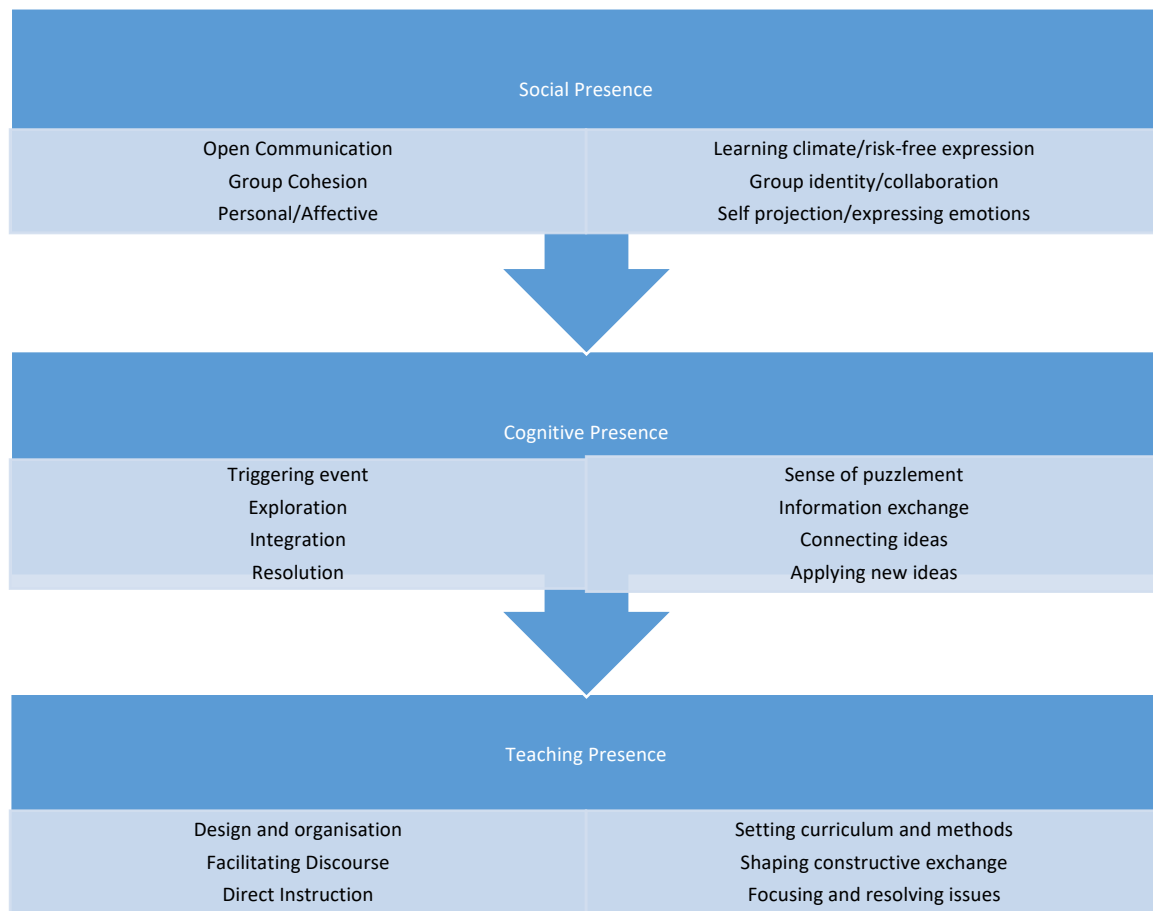 Social Presence
Open Communication
Learning climate/risk-free expression
Group Cohesion
Group identity/collaboration
Personal/Affective
Self projection/expressing emotions
Cognitive Presence
Triggering event
Sense of puzzlement
Exploration
Information exchange
Integration
Connecting ideas
Resolution
Applying new ideas
Teaching Presence
Design and organisation
Setting curriculum and methods
Facilitating Discourse
Shaping constructive exchange
Direct Instruction
Focusing and resolving issues